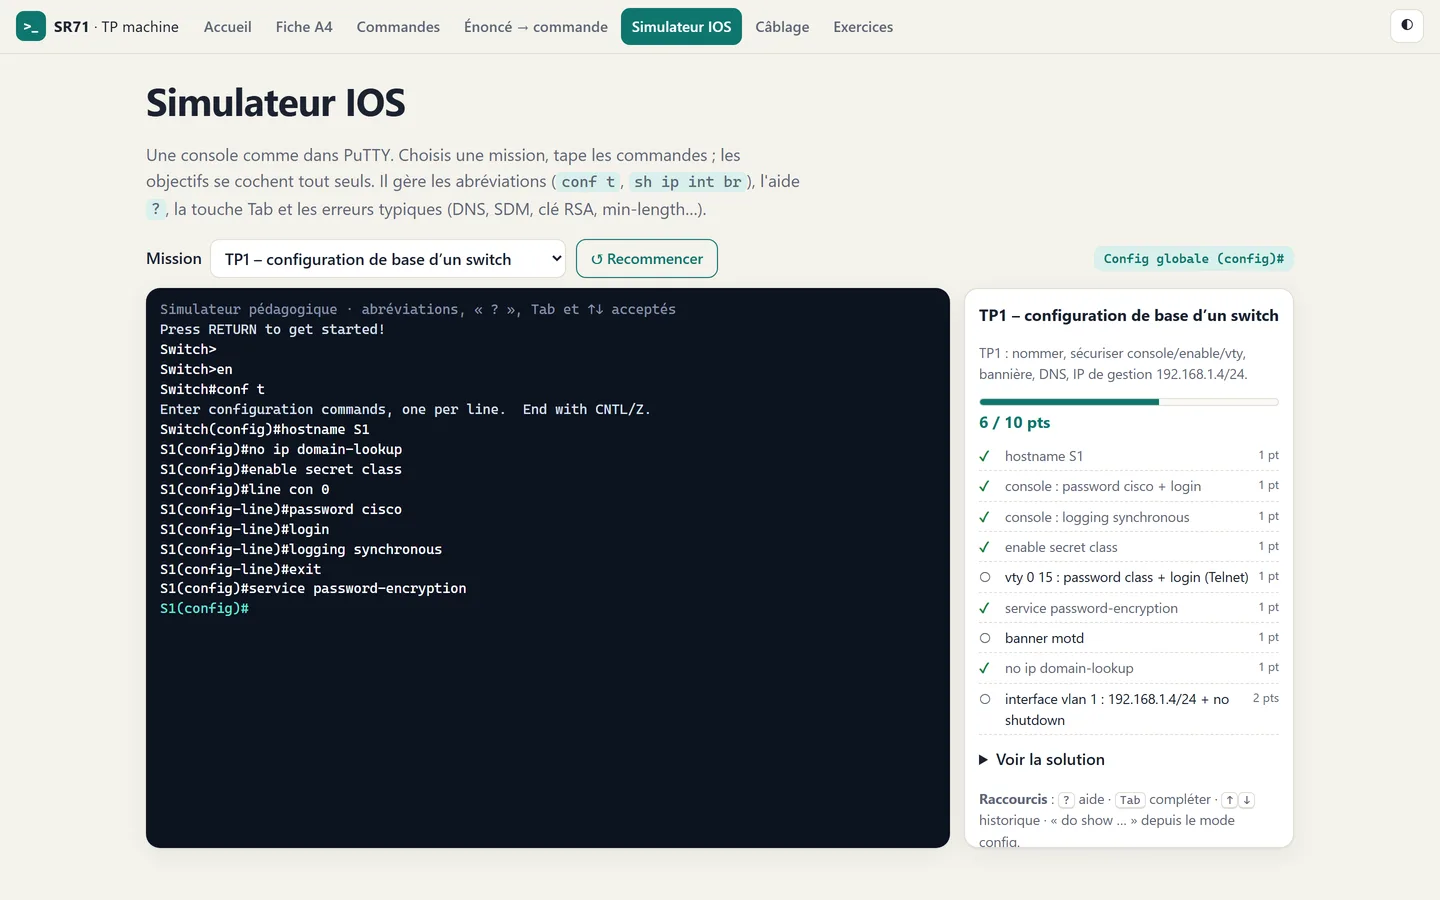 >_ SR71 · TP machine Accueil Fiche A4 Commandes Énoncé → commande Simulateur IOS Câblage Exercices
Simulateur IOS
Une console comme dans PuTTY. Choisis une mission, tape les commandes ; les
objectifs se cochent tout seuls. Il gère les abréviations ( conf t , sh ip int br ), l'aide
? , la touche Tab et les erreurs typiques (DNS, SDM, clé RSA, min-length…).
Mission TP1 – configuration de base d’un switch ↺ Recommencer Config globale (config)#
Simulateur pédagogique · abréviations, « ? », Tab et ↑↓ acceptés
Press RETURN to get started!
Switch>
Switch>en
Switch#conf t
Enter configuration commands, one per line.  End with CNTL/Z.
Switch(config)#hostname S1
S1(config)#no ip domain-lookup
S1(config)#enable secret class
S1(config)#line con 0
S1(config-line)#password cisco
S1(config-line)#login
S1(config-line)#logging synchronous
S1(config-line)#exit
S1(config)#service password-encryption
S1(config)#
TP1 – configuration de base d’un switch
TP1 : nommer, sécuriser console/enable/vty,
bannière, DNS, IP de gestion 192.168.1.4/24.
6 / 10 pts
✓ hostname S1 1 pt
✓ console : password cisco + login 1 pt
✓ console : logging synchronous 1 pt
✓ enable secret class 1 pt
○ vty 0 15 : password class + login (Telnet) 1 pt
✓ service password-encryption 1 pt
○ banner motd 1 pt
✓ no ip domain-lookup 1 pt
○ interface vlan 1 : 192.168.1.4/24 + no 2 pts
shutdown
▶ Voir la solution
Raccourcis : ? aide · Tab compléter · ↑ ↓
historique · « do show … » depuis le mode
config.